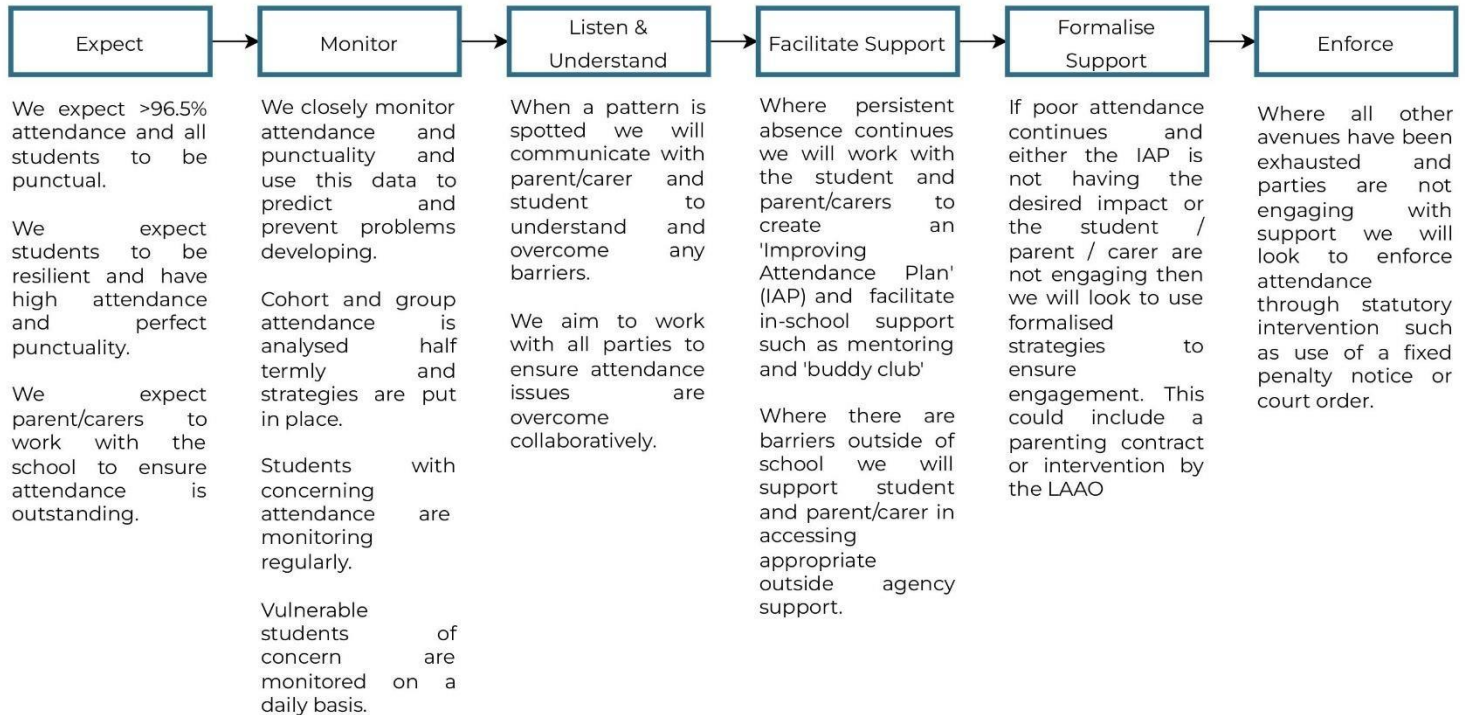 Expect
Monitor
Listen &
Understand
Facilitate Support
Formalise
Support
Enforce
We expect >96.5%
attendance and all
students to be
punctual.
We expect
students to be
resilient and have
high attendance
and perfect
punctuality.
We expect
parent/carers to
work with the
school to ensure
attendance is
outstanding.
We closely monitor
attendance and
punctuality and
use this data to
predict and
prevent problems
developing.
Cohort and group
attendance is
analysed half
termly and
strategies are put
in place.
Students with
concerning
attendance are
monitoring
regularly.
Vulnerable
students of
concern are
monitored on a
daily basis.
When a pattern is
spotted we will
communicate with
parent/carer and
student to
understand and
overcome any
barriers.
We aim to work
with all parties to
ensure attendance
issues are
overcome
collaboratively.
Where persistent
absence continues
we will work with
the student and
parent/carers to
create an
'Improving
Attendance Plan'
(IAP) and facilitate
in-school support
such as mentoring
and 'buddy club'
Where there are
barriers outside of
school we will
support student
and parent/carer in
accessing
appropriate
outside agency
support.
If poor attendance
continues and
either the IAP is
not having the
desired impact or
the student /
parent / carer are
not engaging then
we will look to use
formalised
strategies to
ensure
engagement. This
could include a
parenting contract
or intervention by
the LAAO
Where all other
avenues have been
exhausted and
parties are not
engaging with
support we will
look to enforce
attendance
through statutory
intervention such
as use of a fixed
penalty notice or
court order.